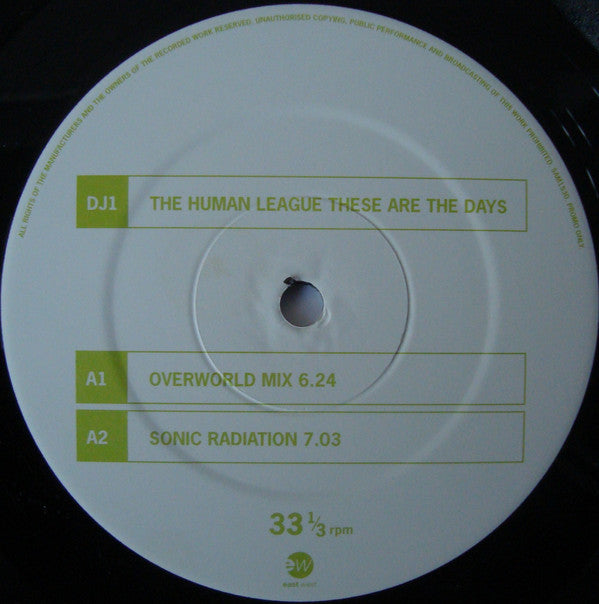 ALL RIGHTS OF THE MANUFACTURERS AND THE OWNERS OF THE RECORDED WORK RESERVED. UNAUTHORISED COPYING, PUBLIC PERFORMANCE AND BROADCASTING OF THIS WORK PROHIBITED. PROMO ONLY.
DJ1 THE HUMAN LEAGUE THESE ARE THE DAYS
A1 OVERWORLD MIX 6.24
A2 SONIC RADIATION 7.03
33 1/3 rpm
ew
east west